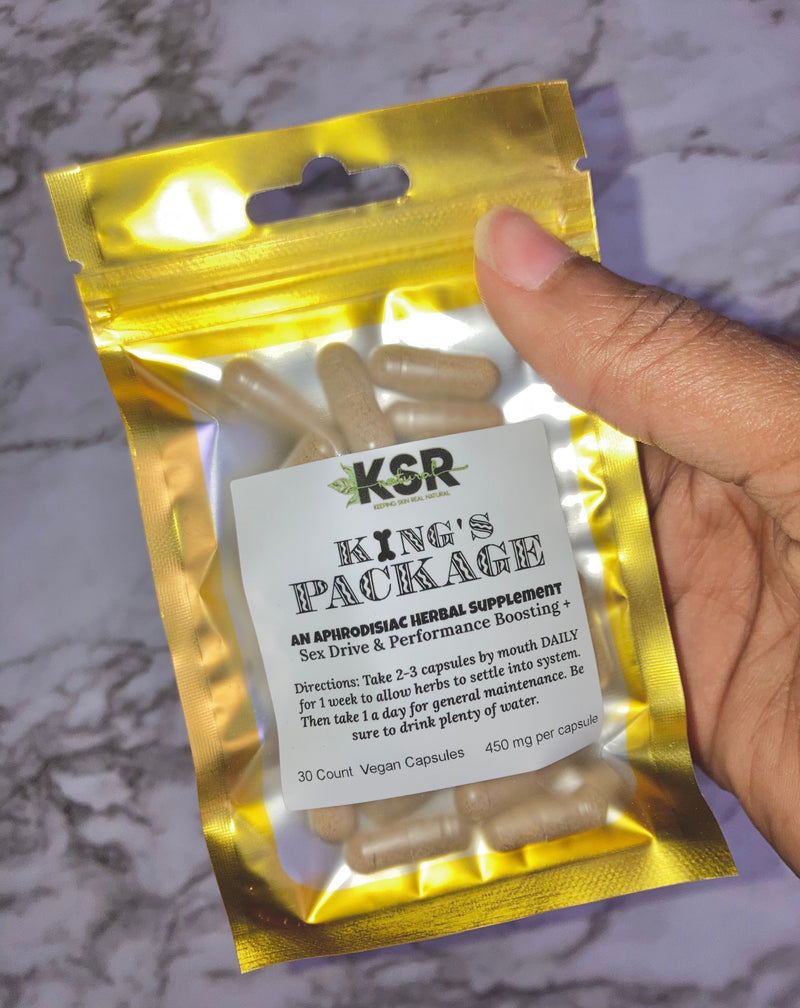 KSR
natural
KEEPING SKIN REAL NATURAL
KING'S
PACKAGE
AN APHRODISIAC HERBAL SUPPLEMENT
Sex Drive & Performance Boosting +
Directions: Take 2-3 capsules by mouth DAILY
for 1 week to allow herbs to settle into system.
Then take 1 a day for general maintenance. Be
sure to drink plenty of water.
30 Count Vegan Capsules 450 mg per capsule